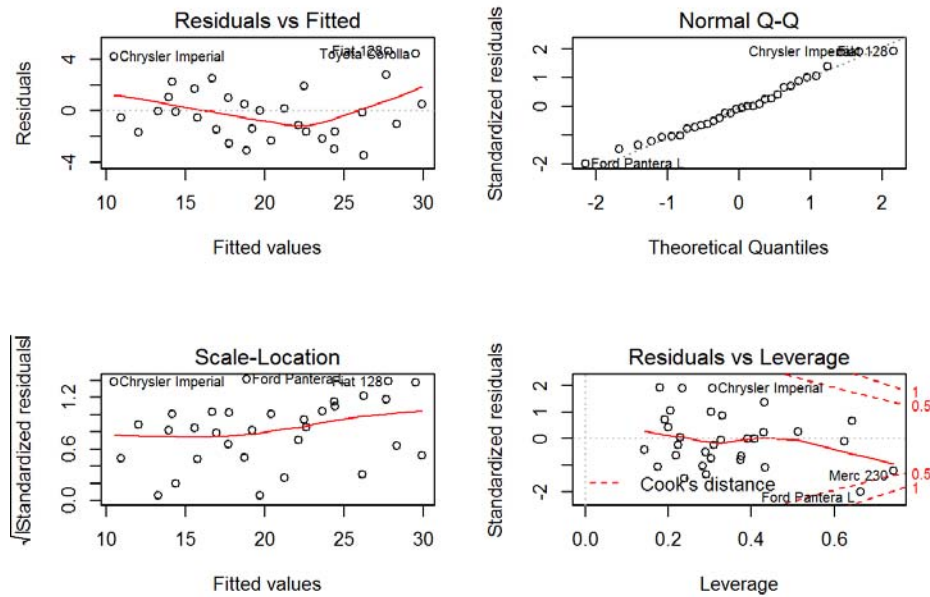 Residuals vs Fitted
Residuals
4
0
-4
Chrysler Imperial
Fiat 128
Toyota Corolla
10
15
20
25
30
Fitted values
Normal Q-Q
Standardized residuals
2
1
0
-1
-2
Chrysler Imperial
Fiat 128
Ford Pantera L
-2
-1
0
1
2
Theoretical Quantiles
Scale-Location
√|Standardized residuals|
1.2
0.6
0.0
Chrysler Imperial
Ford Pantera L
Fiat 128
10
15
20
25
30
Fitted values
Residuals vs Leverage
Standardized residuals
2
1
0
-1
-2
Chrysler Imperial
Merc 230
Ford Pantera L
Cook's distance
1
0.5
0.5
1
0.0
0.2
0.4
0.6
Leverage